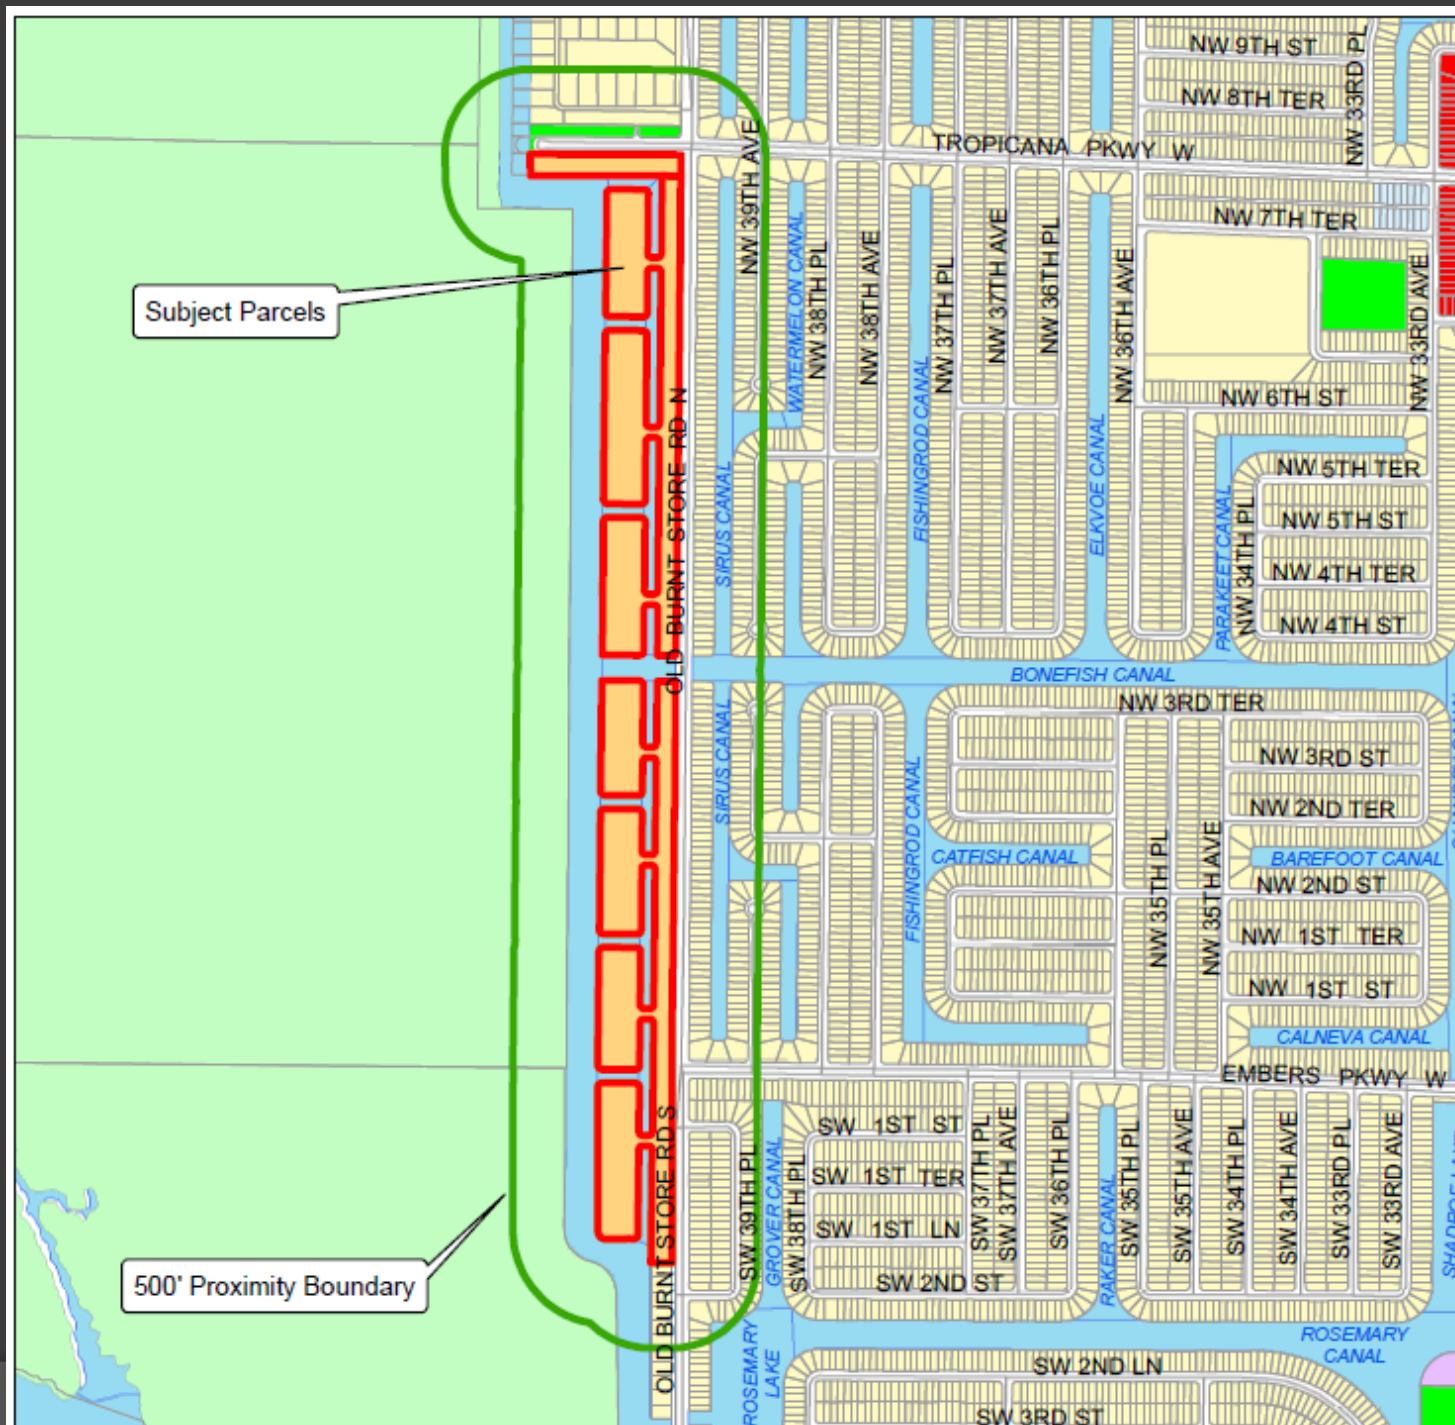 NW 9TH ST
NW 8TH TER
NW 33RD PL
TROPICANA PKWY W
NW 39TH AVE
NW 7TH TER
WATERMELON CANAL
NW 38TH PL
NW 38TH AVE
NW 37TH PL
NW 37TH AVE
NW 36TH PL
NW 36TH AVE
NW 33RD AVE
Subject Parcels
FISHINGROD CANAL
ELKVOE CANAL
NW 6TH ST
OLD BURNT STORE RD N
SIRUS CANAL
PARAKEET CANAL
NW 34TH PL
NW 5TH TER
NW 5TH ST
NW 4TH TER
NW 4TH ST
BONEFISH CANAL
NW 3RD TER
SIRUS CANAL
FISHINGROD CANAL
NW 3RD ST
NW 2ND TER
CATFISH CANAL
NW 35TH PL
NW 35TH AVE
BAREFOOT CANAL
NW 2ND ST
NW 1ST TER
NW 1ST ST
CALNEVA CANAL
EMBERS PKWY W
OLD BURNT STORE RD S
SW 39TH PL
GROVER CANAL
SW 38TH PL
SW 1ST ST
SW 1ST TER
SW 1ST LN
SW 2ND ST
SW 37TH PL
SW 37TH AVE
SW 36TH PL
RAKER CANAL
SW 35TH PL
SW 35TH AVE
SW 34TH PL
SW 34TH AVE
SW 33RD PL
SW 33RD AVE
500' Proximity Boundary
ROSEMARY
LAKE
ROSEMARY
CANAL
SW 2ND LN
SW 3RD ST